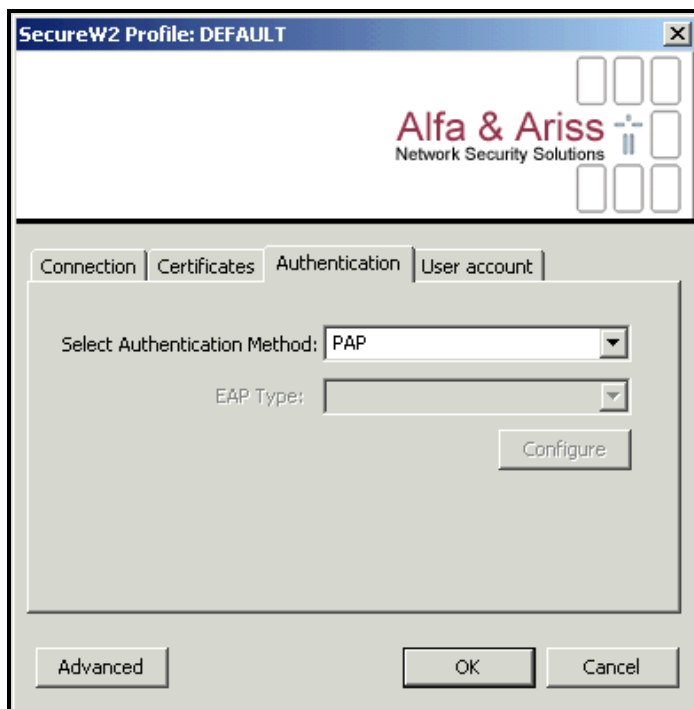 SecureW2 Profile: DEFAULT
Alfa & Ariss
Network Security Solutions
Connection Certificates Authentication User account
Select Authentication Method: PAP
EAP Type:
Configure
Advanced OK Cancel